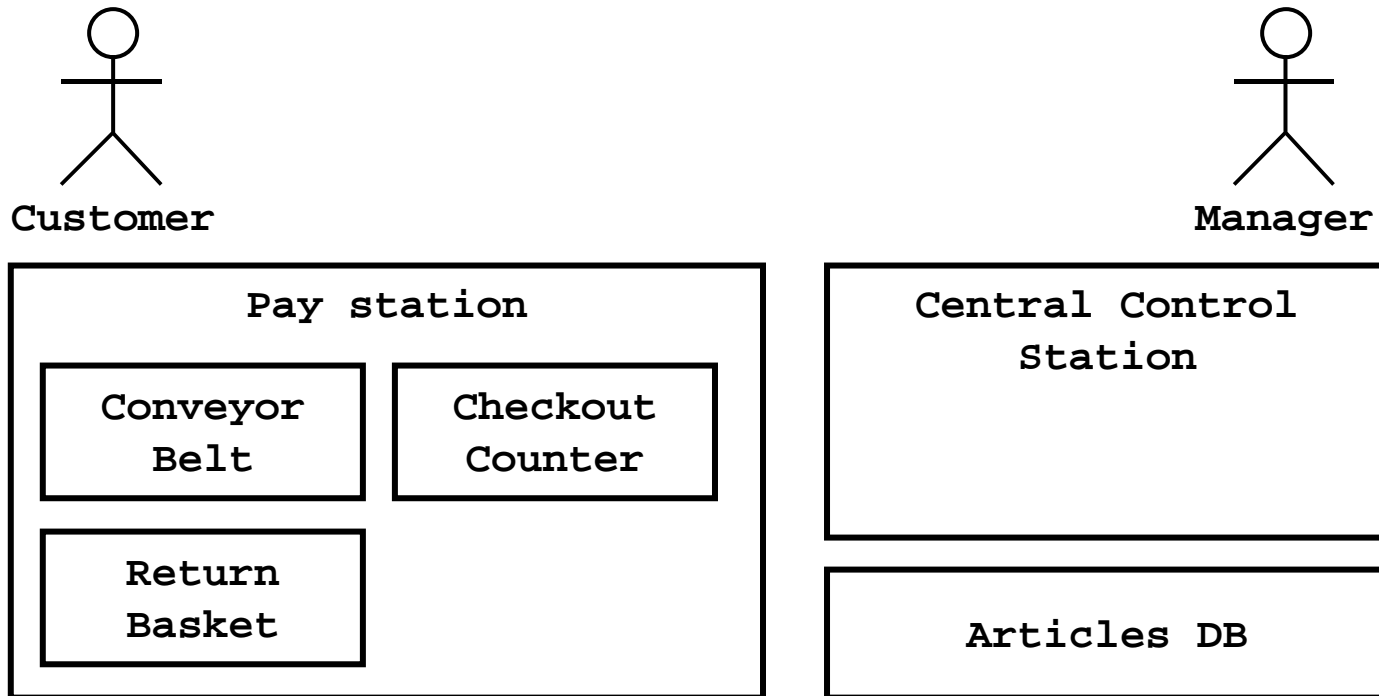 Customer
Manager
Pay station
Conveyor
Belt
Checkout
Counter
Return
Basket
Central Control
Station
Articles DB